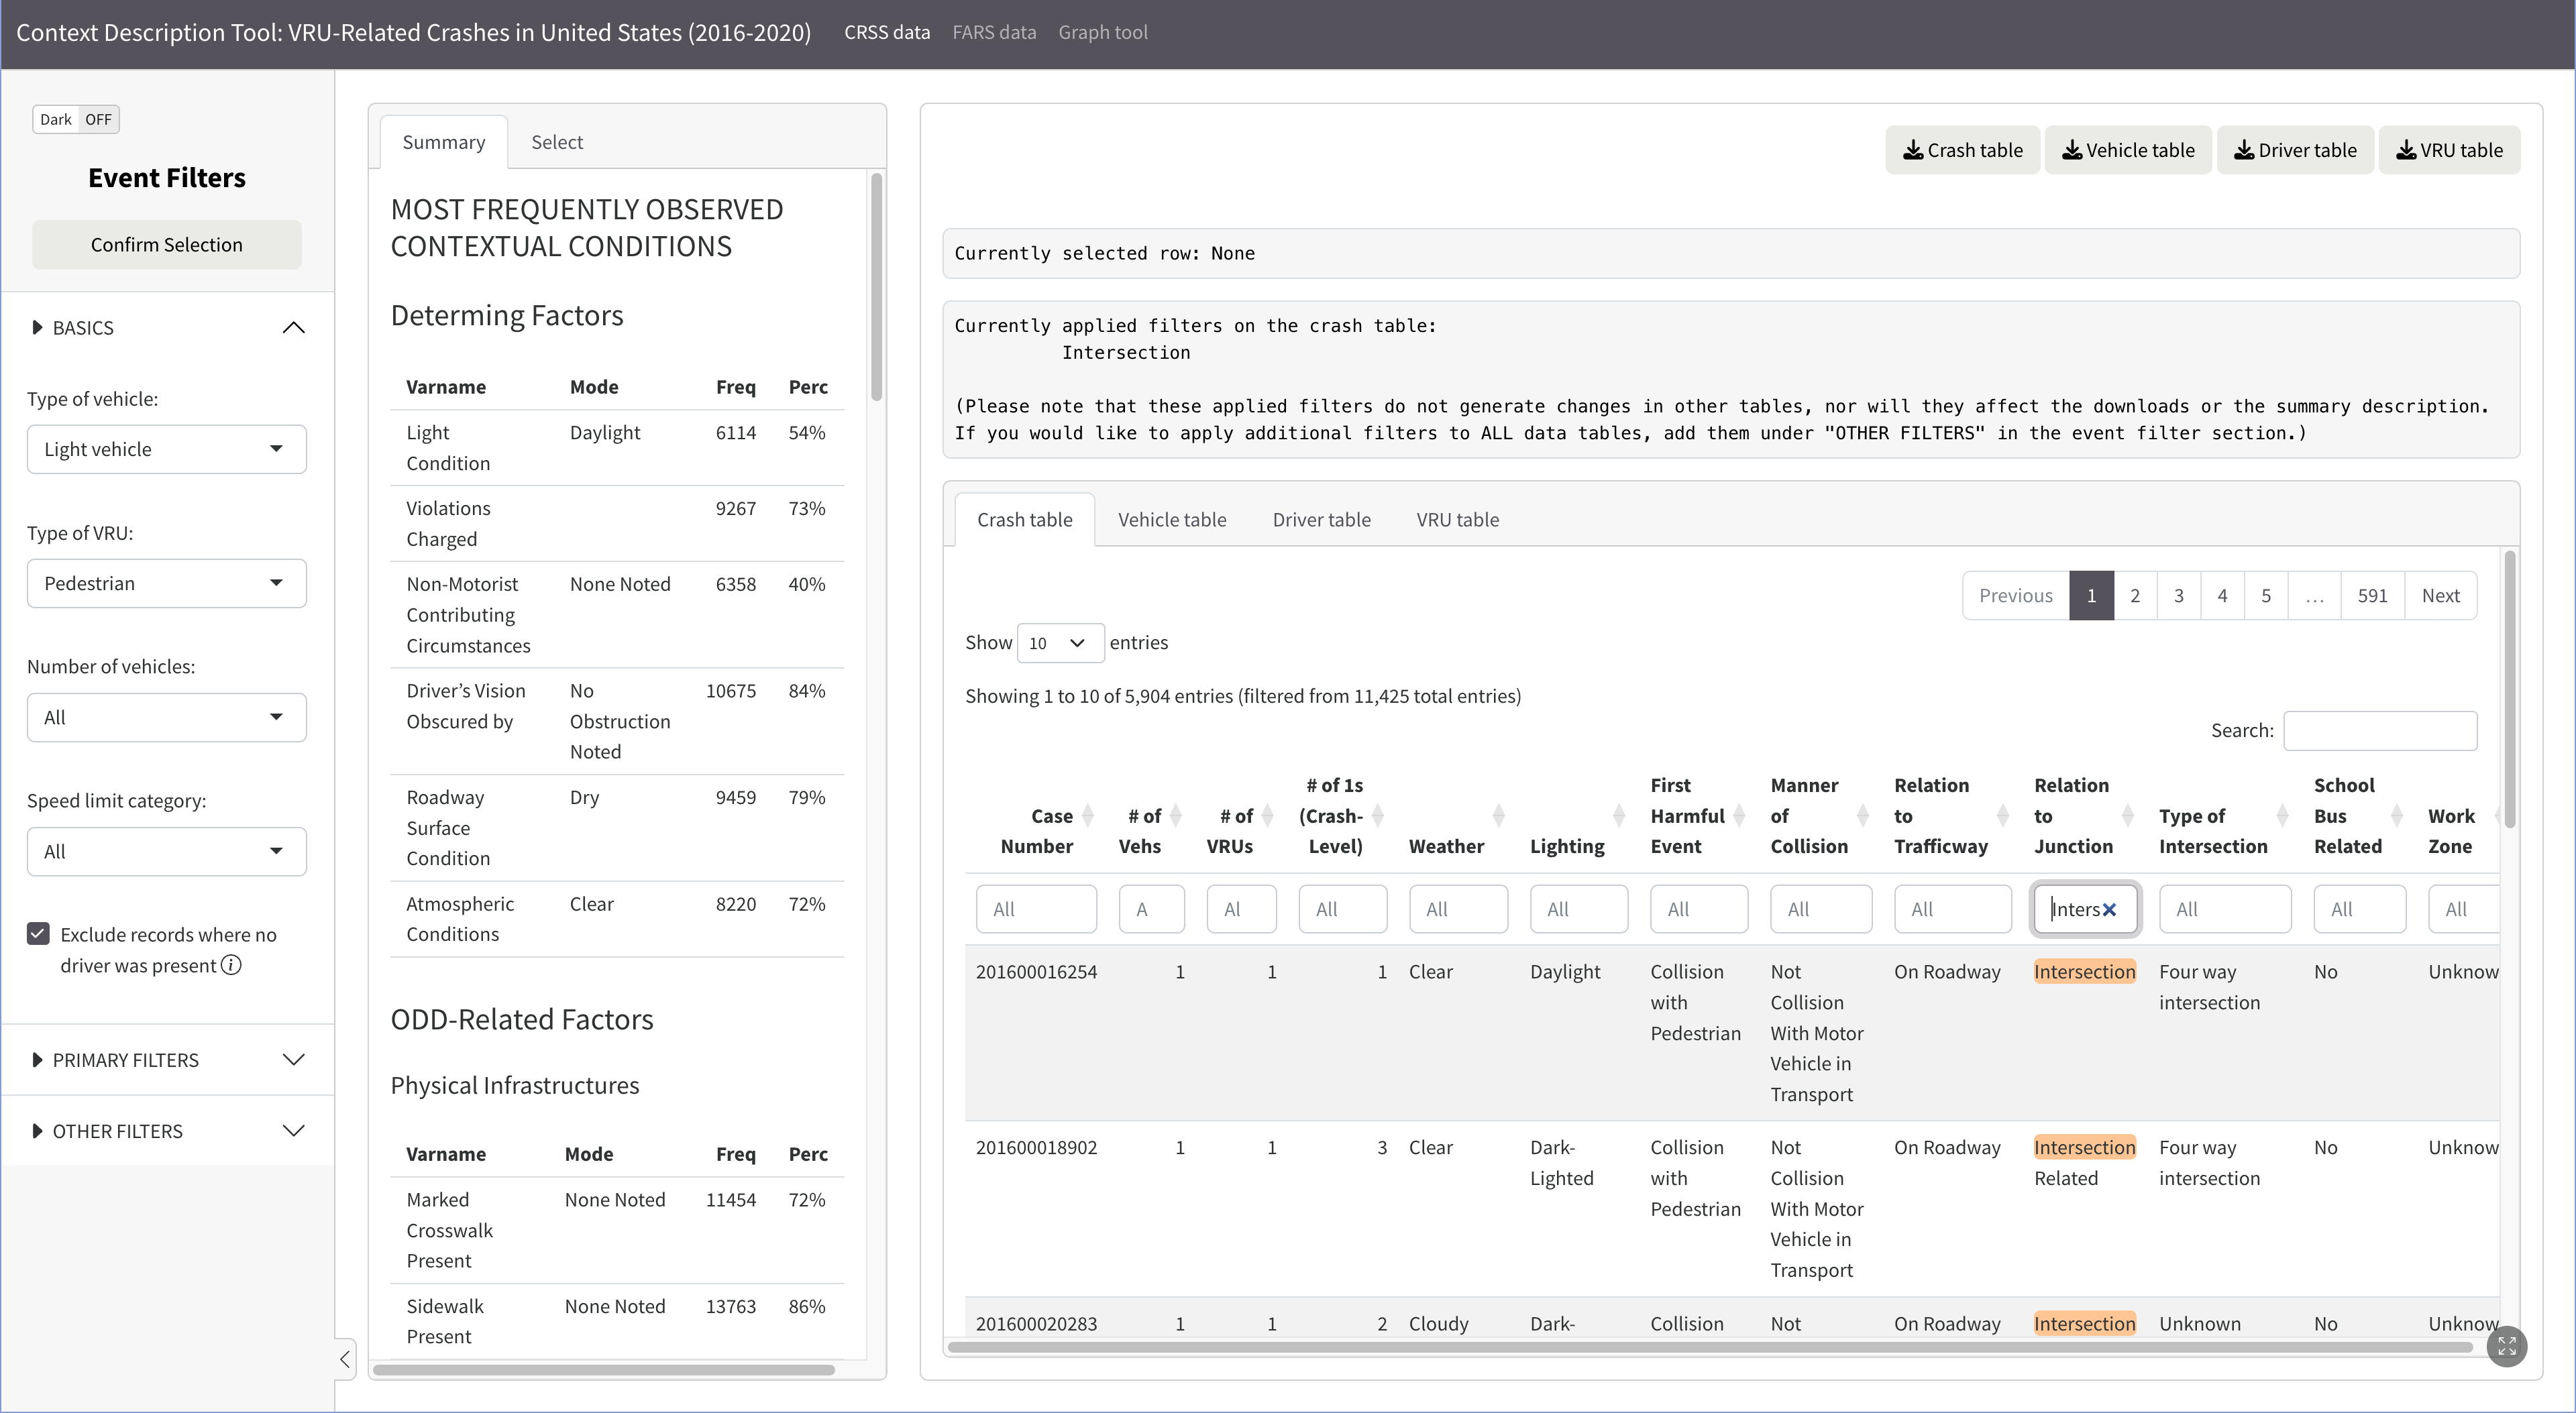 Context Description Tool: VRU-Related Crashes in United States (2016-2020) CRSS data FARS data Graph tool
Dark OFF
Event Filters
Confirm Selection
BASICS
Type of vehicle:
Light vehicle
Type of VRU:
Pedestrian
Number of vehicles:
All
Speed limit category:
All
Exclude records where no
driver was present
PRIMARY FILTERS
OTHER FILTERS
Summary Select
MOST FREQUENTLY OBSERVED
CONTEXTUAL CONDITIONS
Determing Factors
Varname Mode Freq Perc
Light Daylight 6114 54%
Condition
Violations 9267 73%
Charged
Non-Motorist None Noted 6358 40%
Contributing
Circumstances
Driver's Vision No 10675 84%
Obscured by Obstruction
Noted
Roadway Dry 9459 79%
Surface
Condition
Atmospheric Clear 8220 72%
Conditions
ODD-Related Factors
Physical Infrastructures
Varname Mode Freq Perc
Marked None Noted 11454 72%
Crosswalk
Present
Sidewalk None Noted 13763 86%
Present
Crash table Vehicle table Driver table VRU table
Currently selected row: None
Currently applied filters on the crash table:
Intersection
(Please note that these applied filters do not generate changes in other tables, nor will they affect the downloads or the summary description.
If you would like to apply additional filters to ALL data tables, add them under "OTHER FILTERS" in the event filter section.)
Crash table Vehicle table Driver table VRU table
Previous 1 2 3 4 5 … 591 Next
Show 10 entries
Showing 1 to 10 of 5,904 entries (filtered from 11,425 total entries)
Search:
# of 1s First Manner Relation Relation School
Case # of # of (Crash- Harmful of to to Type of Bus Work
Number Vehs VRUs Level) Weather Lighting Event Collision Trafficway Junction Intersection Related Zone
All A Al All All All All All All Inters All All All
201600016254 1 1 1 Clear Daylight Collision Not On Roadway Intersection Four way No Unknow
with Collision intersection
Pedestrian With Motor
Vehicle in
Transport
201600018902 1 1 3 Clear Dark- Collision Not On Roadway Intersection Four way No Unknow
Lighted with Collision Related intersection
Pedestrian With Motor
Vehicle in
Transport
201600020283 1 1 2 Cloudy Dark- Collision Not On Roadway Intersection Unknown No Unknow